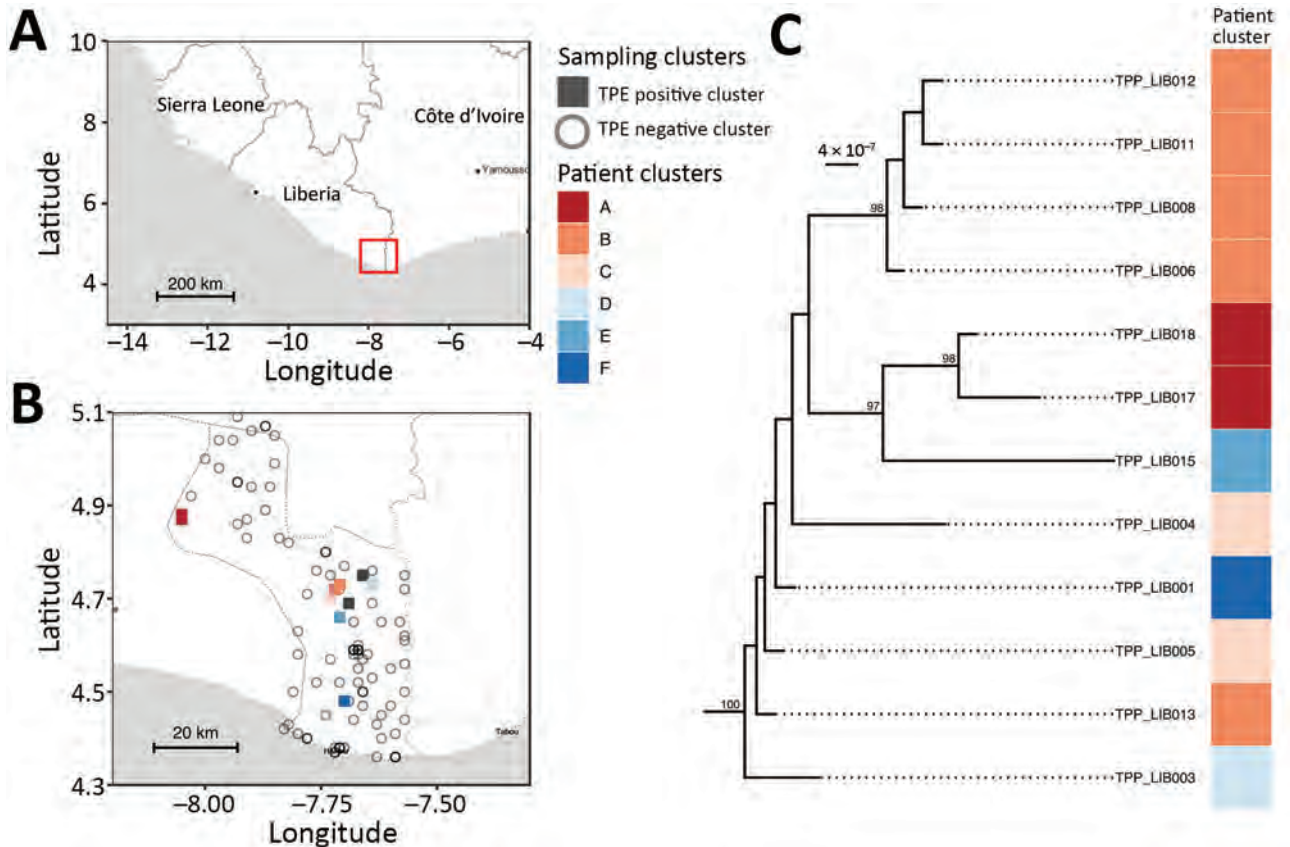 A
10
8
6
4
Latitude
Sierra Leone
Côte d'Ivoire
Liberia
200 km
−14
−12
−10
−8
−6
−4
Longitude
Sampling clusters
TPE positive cluster
TPE negative cluster
Patient clusters
A
B
C
D
E
F
B
5.1
4.9
4.7
4.5
4.3
Latitude
20 km
Tabou
−8.00
−7.75
−7.50
Longitude
C
Patient
cluster
4 × 10⁻⁷
TPP_LIB012
TPP_LIB011
98
TPP_LIB008
TPP_LIB006
TPP_LIB018
98
TPP_LIB017
97
TPP_LIB015
TPP_LIB004
TPP_LIB001
TPP_LIB005
100
TPP_LIB013
TPP_LIB003